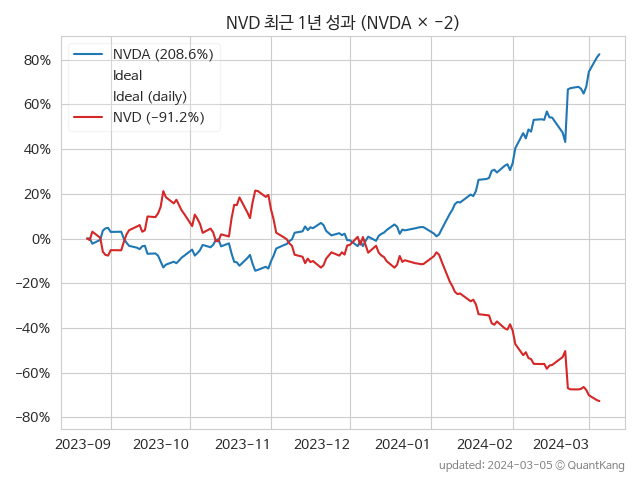 NVD 최근 1년 성과 (NVDA × −2)
NVDA (208.6%)
Ideal
Ideal (daily)
NVD (−91.2%)
80%
60%
40%
20%
0%
−20%
−40%
−60%
−80%
2023-09 2023-10 2023-11 2023-12 2024-01 2024-02 2024-03
updated: 2024-03-05 © QuantKang